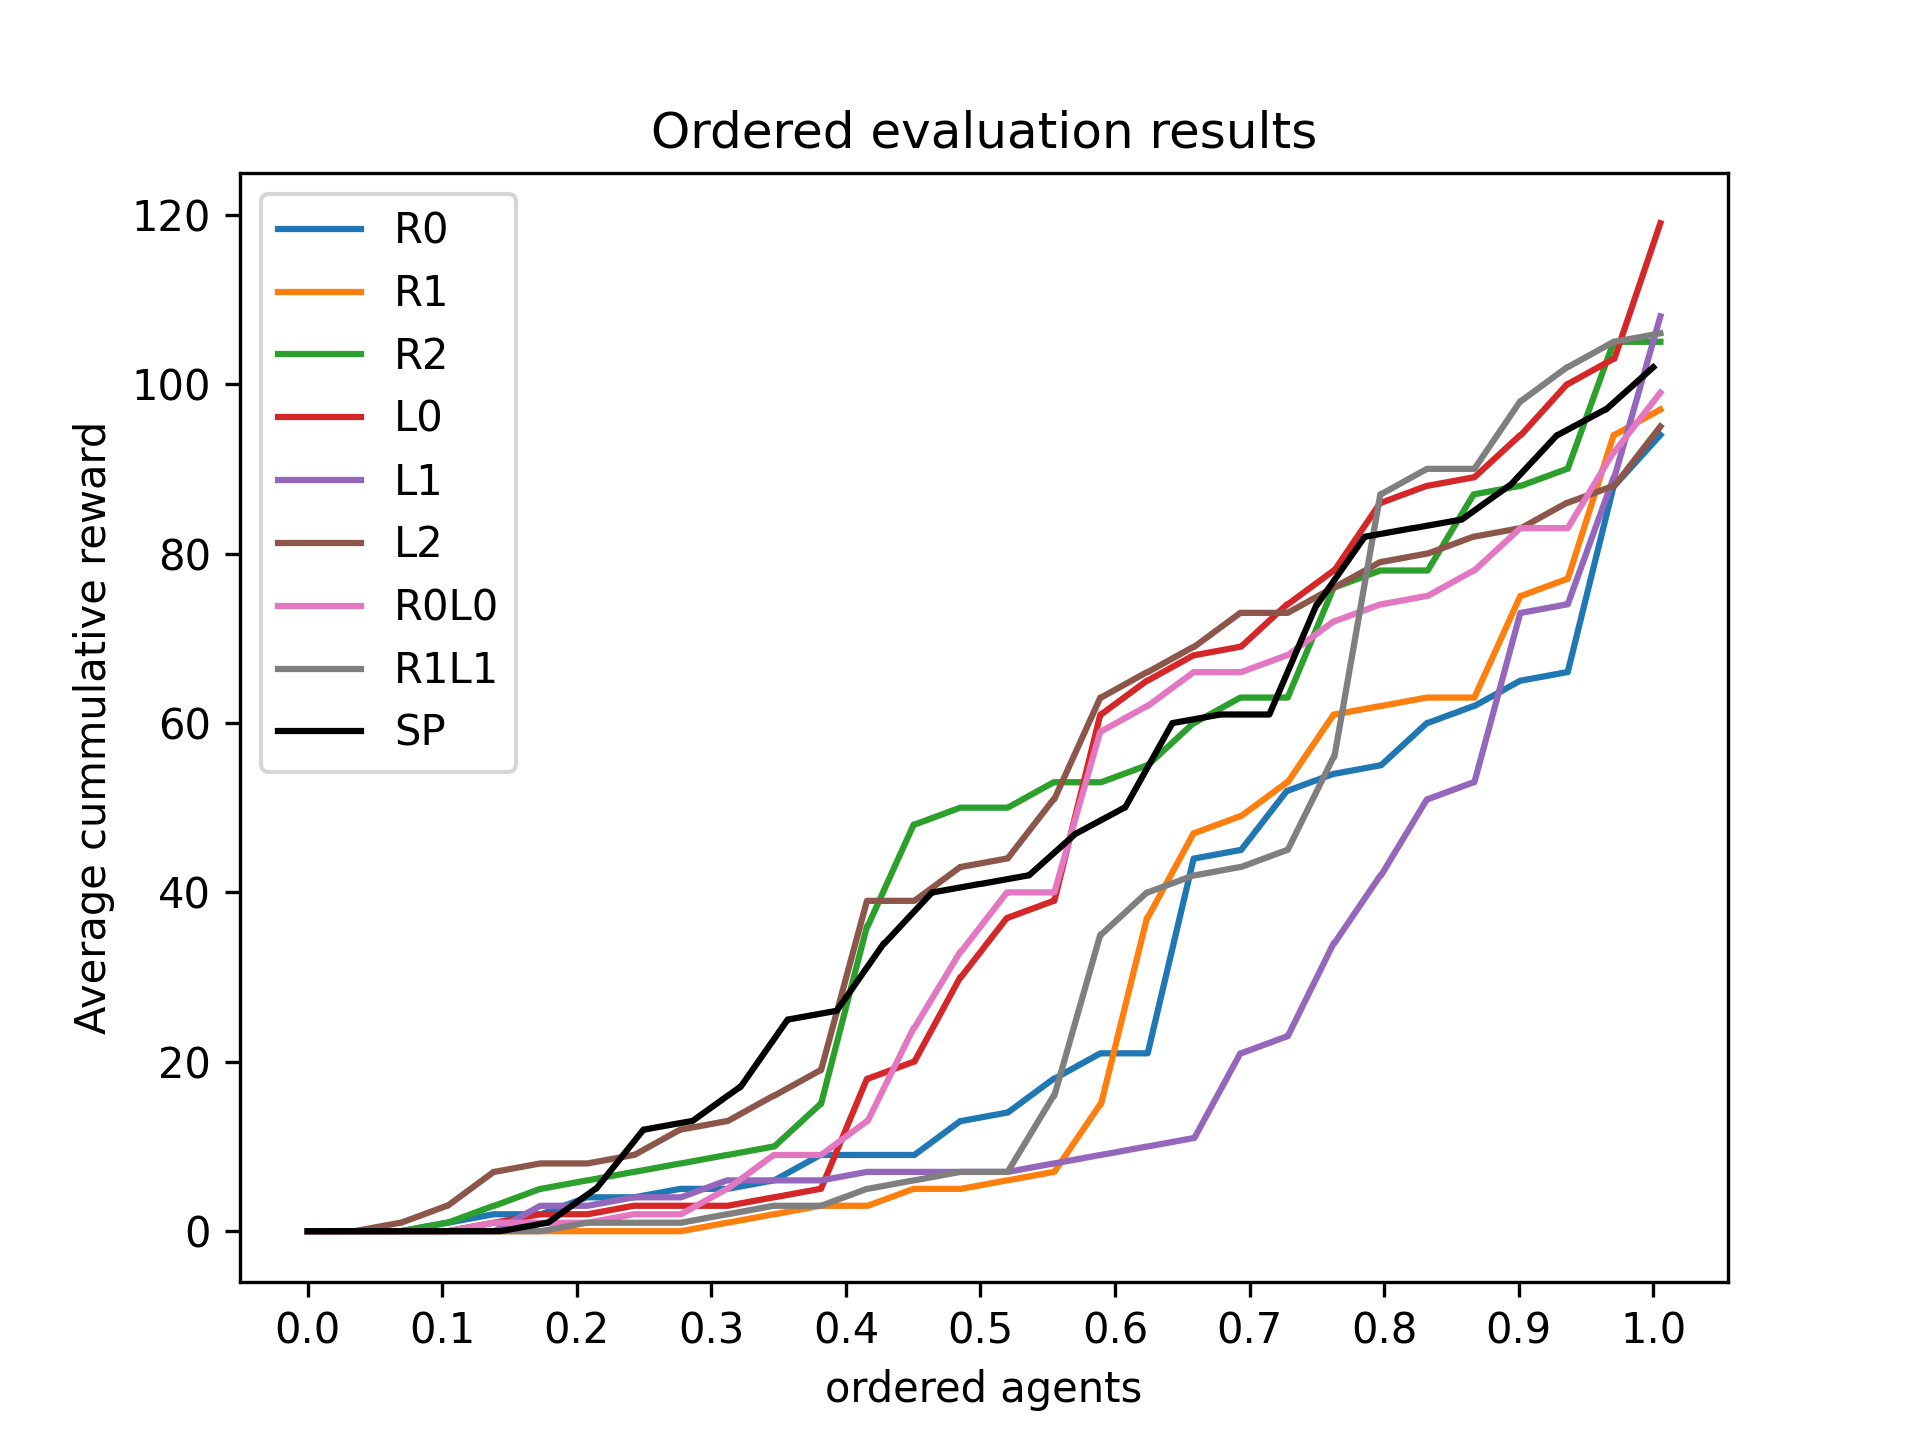 Ordered evaluation results
120
100
80
60
40
20
0
Average cummulative reward
R0
R1
R2
L0
L1
L2
R0L0
R1L1
SP
0.0 0.1 0.2 0.3 0.4 0.5 0.6 0.7 0.8 0.9 1.0
ordered agents